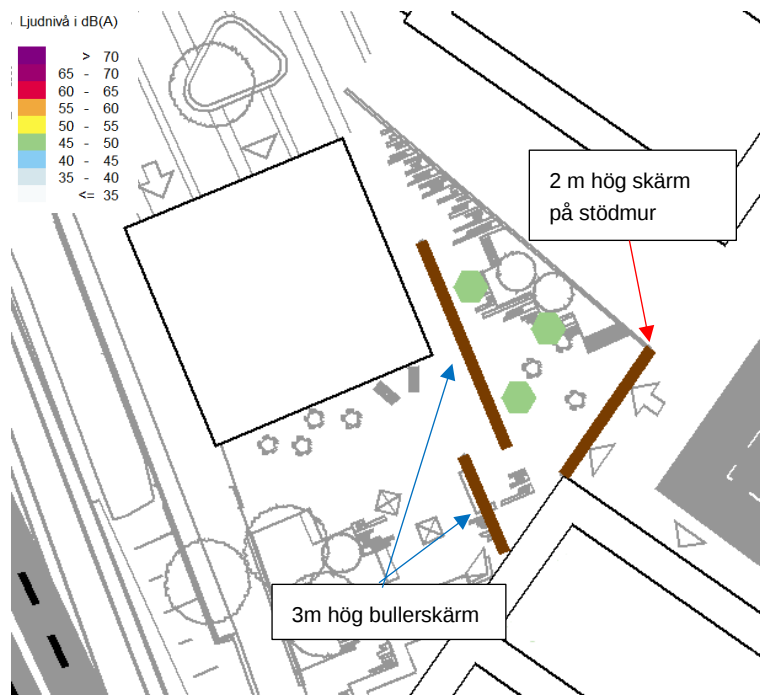 Ljudnivå i dB(A)
> 70
65 - 70
60 - 65
55 - 60
50 - 55
45 - 50
40 - 45
35 - 40
<= 35
2 m hög skärm
på stödmur
3m hög bullerskärm